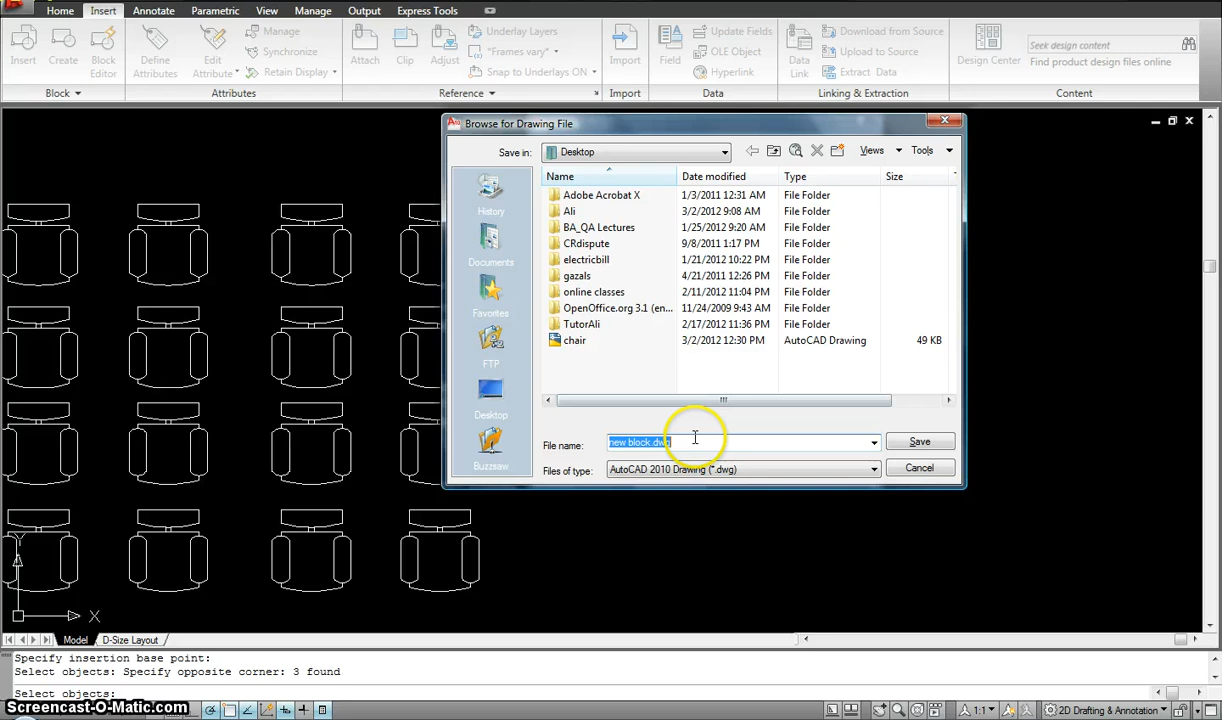 Home Insert Annotate Parametric View Manage Output Express Tools
Insert Create Block Editor
Define Attributes Edit Attribute
Manage
Synchronize
Retain Display
Attach Clip Adjust
Underlay Layers
*Frames vary*
Snap to Underlays ON
Import
Field
Update Fields
OLE Object
Hyperlink
Data Link
Download from Source
Upload to Source
Extract Data
Design Center
Seek design content
Find product design files online
Block Attributes Reference Import Data Linking & Extraction Content
Browse for Drawing File
Save in: Desktop Views Tools
Name Date modified Type Size
Adobe Acrobat X 1/3/2011 12:31 AM File Folder
Ali 3/2/2012 9:08 AM File Folder
BA_QA Lectures 1/25/2012 9:20 AM File Folder
CRdispute 9/8/2011 1:17 PM File Folder
electricbill 1/21/2012 10:22 PM File Folder
gazals 4/21/2011 12:26 PM File Folder
online classes 2/11/2012 11:04 PM File Folder
OpenOffice.org 3.1 (en... 11/24/2009 9:43 AM File Folder
TutorAli 2/17/2012 11:36 PM File Folder
chair 3/2/2012 12:30 PM AutoCAD Drawing 49 KB
History
Documents
Favorites
FTP
Desktop
Buzzsaw
File name: new block.dwg Save
Files of type: AutoCAD 2010 Drawing (*.dwg) Cancel
Y
X
Model D-Size Layout
Specify insertion base point:
Select objects: Specify opposite corner: 3 found
Select objects:
Screencast-O-Matic.com
1:1 2D Drafting & Annotation